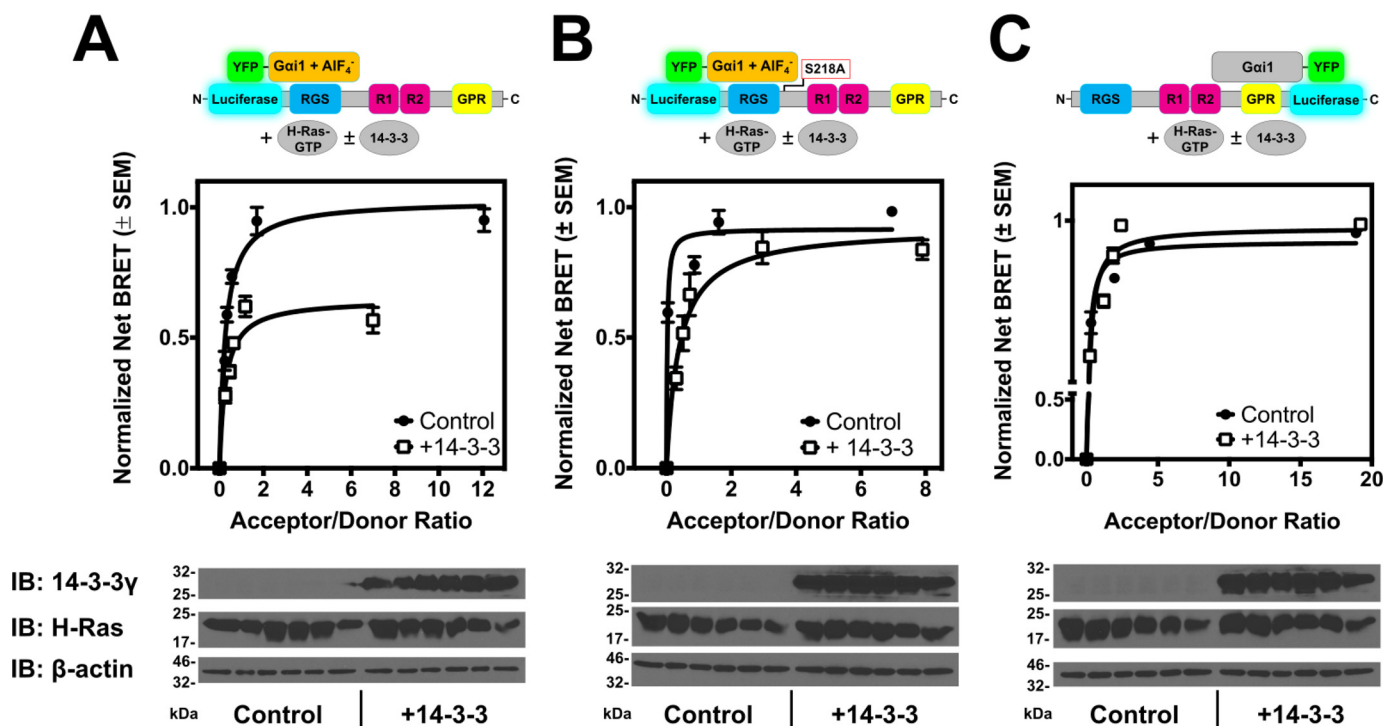 A
YFP
Gαi1 + AlF4-
N-
Luciferase
RGS
R1
R2
GPR
-C
+
H-Ras-
GTP
±
14-3-3
Normalized Net BRET (± SEM)
1.0
0.5
0.0
Control
+14-3-3
0 2 4 6 8 10 12
Acceptor/Donor Ratio
B
YFP
Gαi1 + AlF4-
S218A
N-
Luciferase
RGS
R1
R2
GPR
-C
+
H-Ras-
GTP
±
14-3-3
Normalized Net BRET (± SEM)
1.0
0.5
0.0
Control
+ 14-3-3
0 2 4 6 8
Acceptor/Donor Ratio
C
Gαi1
YFP
N-
RGS
R1
R2
GPR
Luciferase
-C
+
H-Ras-
GTP
±
14-3-3
Normalized Net BRET (± SEM)
1
0.5
0.0
Control
+14-3-3
0 5 10 15 20
Acceptor/Donor Ratio
IB: 14-3-3γ
32-
25-
32-
25-
32-
25-
IB: H-Ras
25-
17-
25-
17-
25-
17-
IB: β-actin
46-
32-
46-
32-
46-
32-
kDa Control +14-3-3
kDa Control +14-3-3
kDa Control +14-3-3